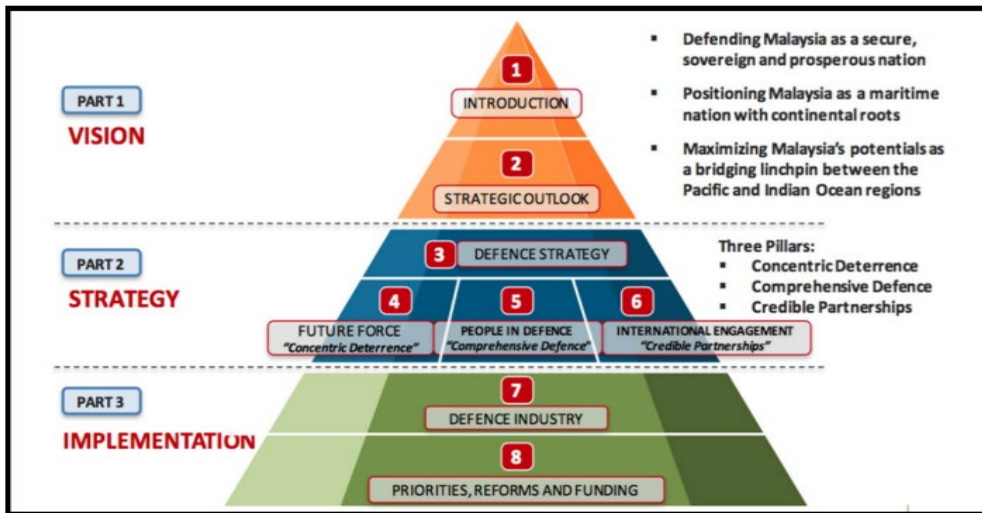 1
INTRODUCTION
PART 1
VISION
2
STRATEGIC OUTLOOK
▪ Defending Malaysia as a secure,
sovereign and prosperous nation
▪ Positioning Malaysia as a maritime
nation with continental roots
▪ Maximizing Malaysia's potentials as
a bridging linchpin between the
Pacific and Indian Ocean regions
PART 2
STRATEGY
3 DEFENCE STRATEGY
4
FUTURE FORCE
"Concentric Deterrence"
5
PEOPLE IN DEFENCE
"Comprehensive Defence"
6
INTERNATIONAL ENGAGEMENT
"Credible Partnerships"
Three Pillars:
▪ Concentric Deterrence
▪ Comprehensive Defence
▪ Credible Partnerships
PART 3
IMPLEMENTATION
7
DEFENCE INDUSTRY
8
PRIORITIES, REFORMS AND FUNDING